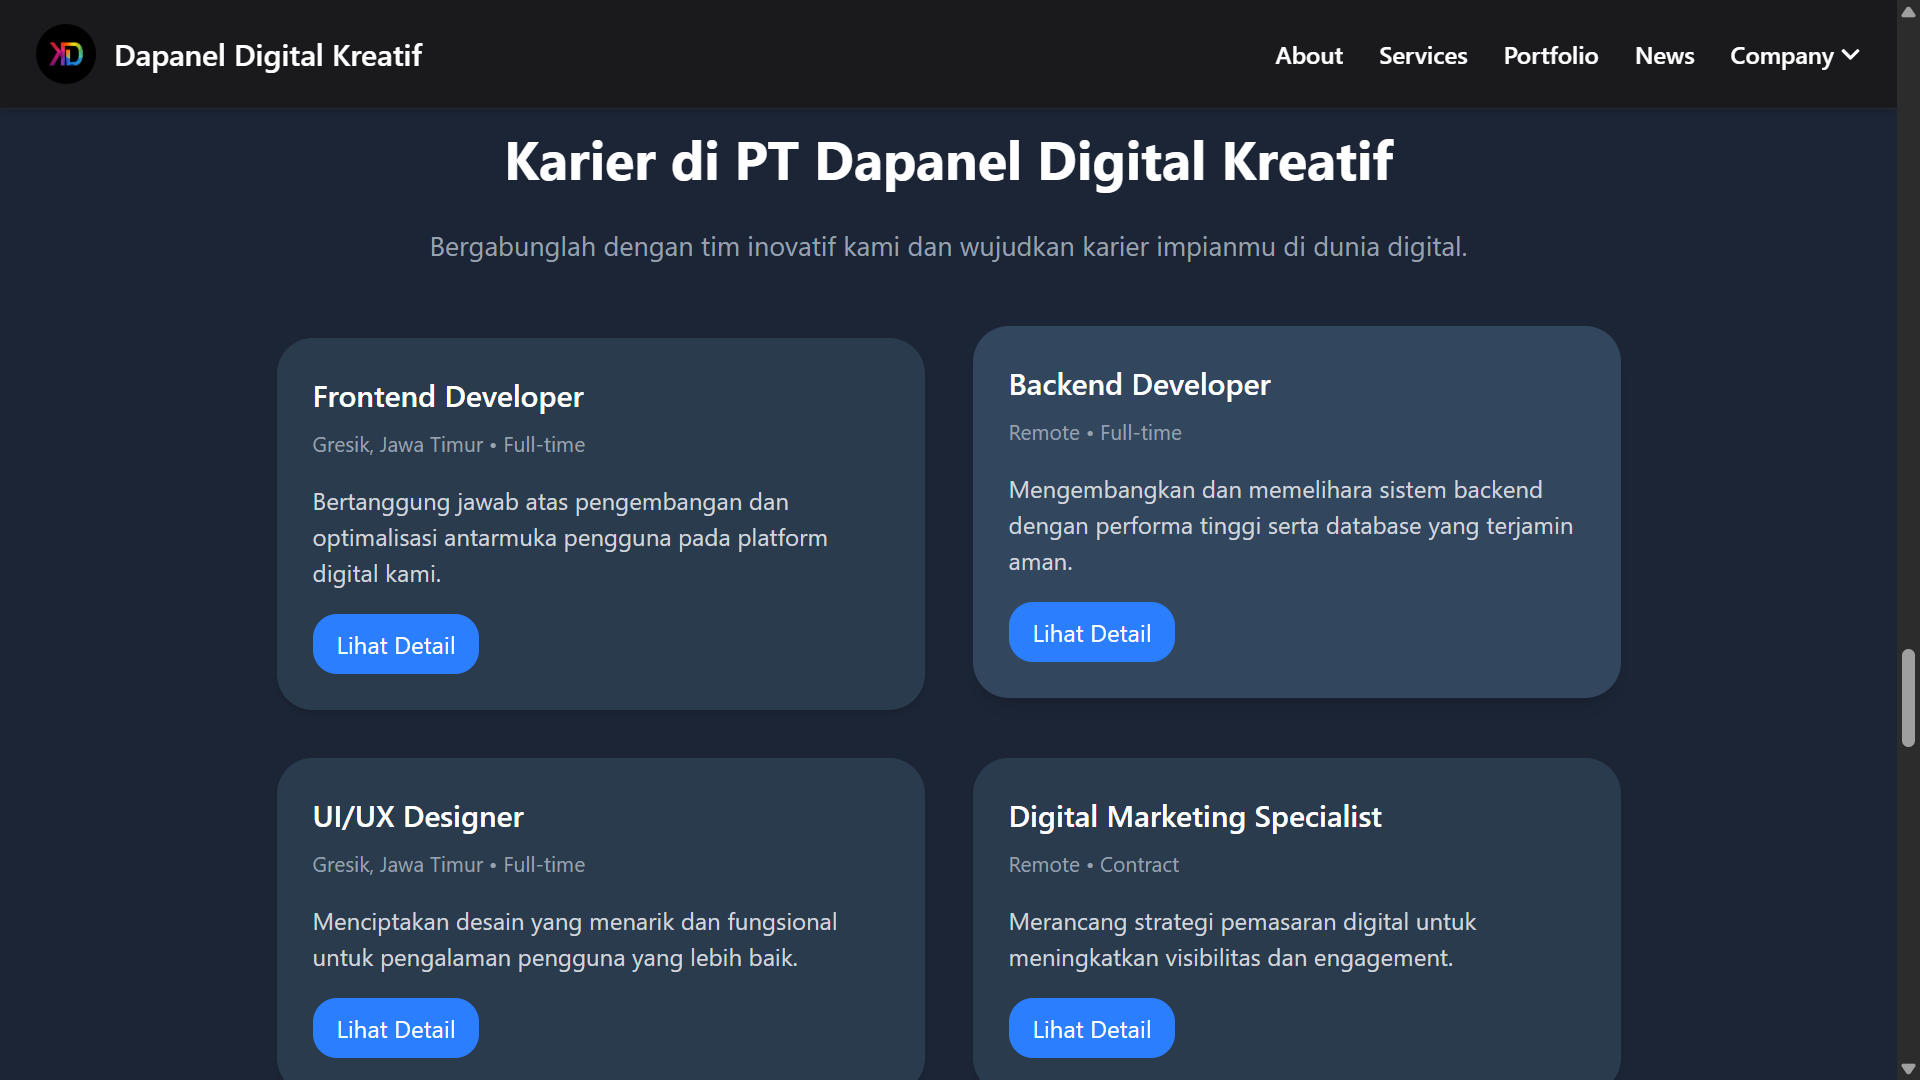 KD
Dapanel Digital Kreatif
About
Services
Portfolio
News
Company
Karier di PT Dapanel Digital Kreatif
Bergabunglah dengan tim inovatif kami dan wujudkan karier impianmu di dunia digital.
Frontend Developer
Gresik, Jawa Timur • Full-time
Bertanggung jawab atas pengembangan dan
optimalisasi antarmuka pengguna pada platform
digital kami.
Lihat Detail
Backend Developer
Remote • Full-time
Mengembangkan dan memelihara sistem backend
dengan performa tinggi serta database yang terjamin
aman.
Lihat Detail
UI/UX Designer
Gresik, Jawa Timur • Full-time
Menciptakan desain yang menarik dan fungsional
untuk pengalaman pengguna yang lebih baik.
Lihat Detail
Digital Marketing Specialist
Remote • Contract
Merancang strategi pemasaran digital untuk
meningkatkan visibilitas dan engagement.
Lihat Detail